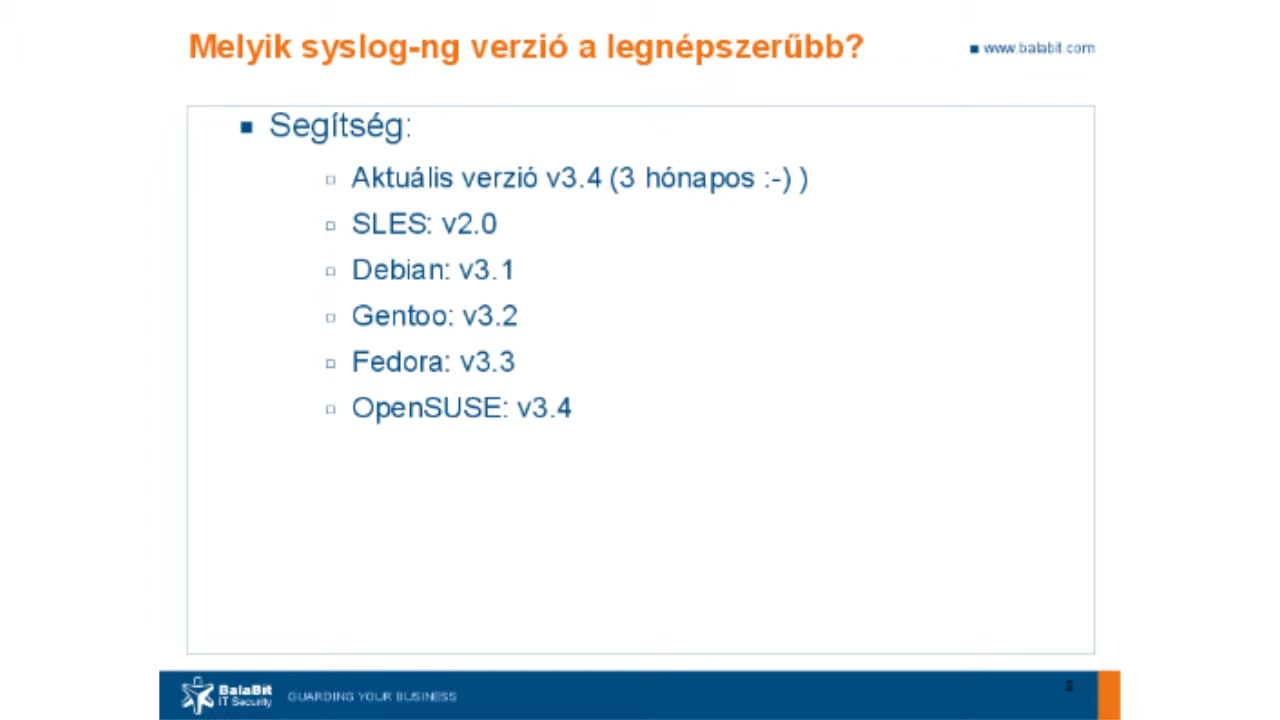 Melyik syslog-ng verzió a legnépszerűbb?
www.balabit.com
Segítség:
Aktuális verzió v3.4 (3 hónapos :-) )
SLES: v2.0
Debian: v3.1
Gentoo: v3.2
Fedora: v3.3
OpenSUSE: v3.4
BalaBit
IT Security
GUARDING YOUR BUSINESS